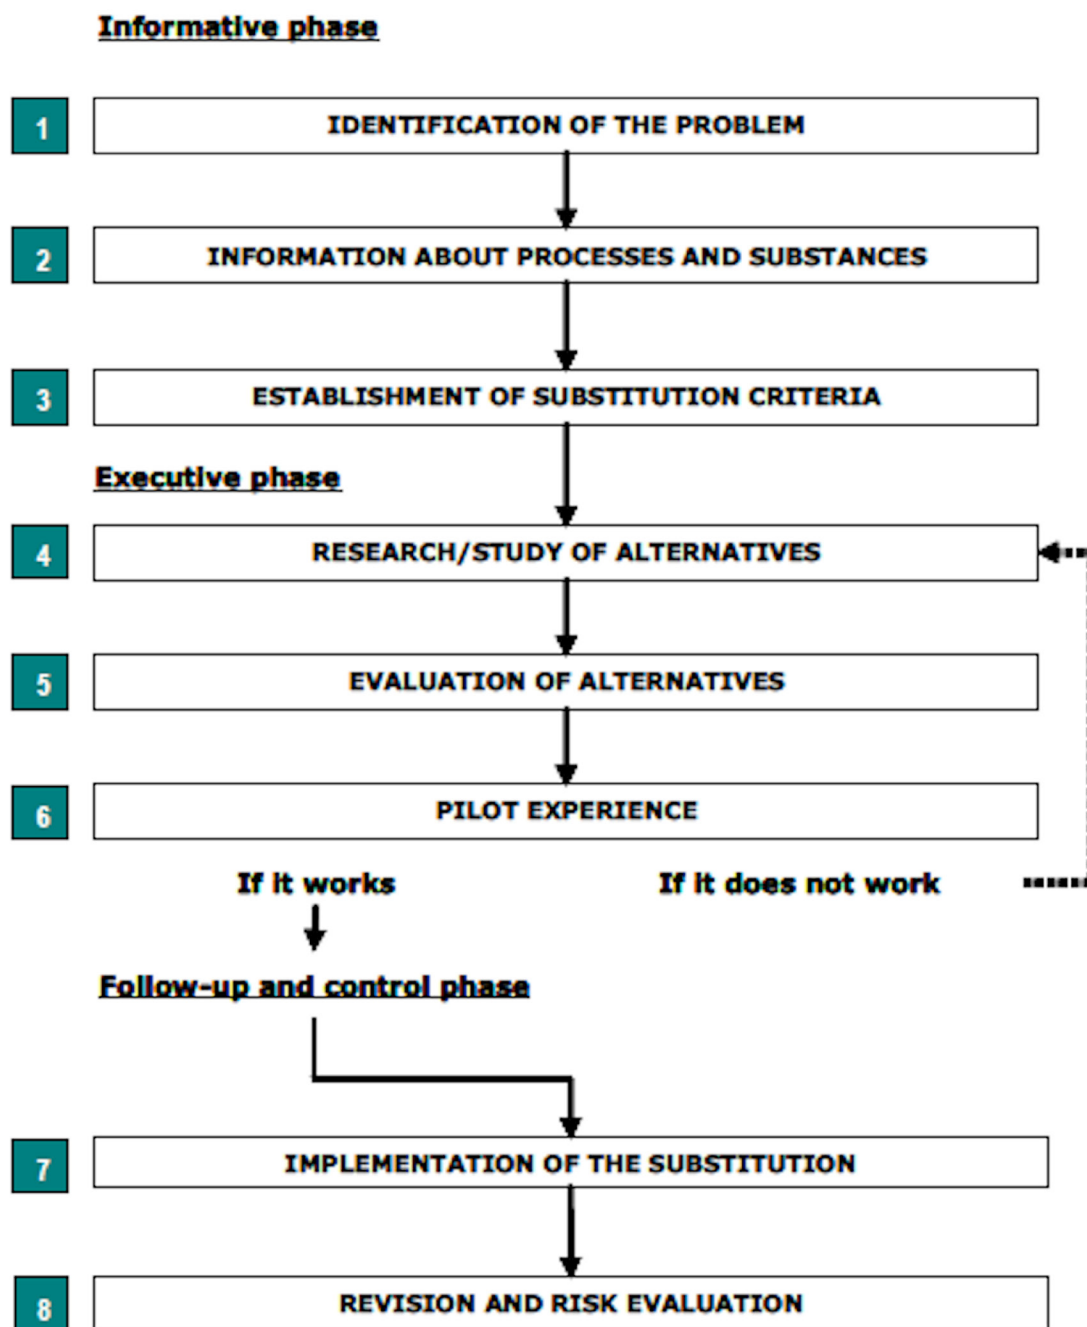 Informative phase
1 IDENTIFICATION OF THE PROBLEM
2 INFORMATION ABOUT PROCESSES AND SUBSTANCES
3 ESTABLISHMENT OF SUBSTITUTION CRITERIA
Executive phase
4 RESEARCH/STUDY OF ALTERNATIVES
5 EVALUATION OF ALTERNATIVES
6 PILOT EXPERIENCE
If it works If it does not work
Follow-up and control phase
7 IMPLEMENTATION OF THE SUBSTITUTION
8 REVISION AND RISK EVALUATION